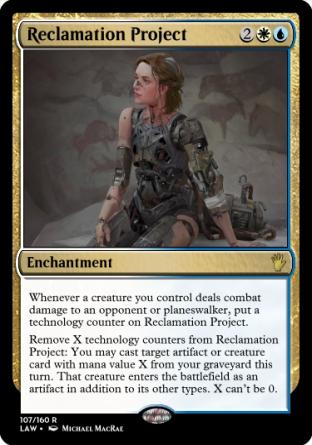 Reclamation Project 2
Enchantment
Whenever a creature you control deals combat
damage to an opponent or planeswalker, put a
technology counter on Reclamation Project.
Remove X technology counters from Reclamation
Project: You may cast target artifact or creature
card with mana value X from your graveyard this
turn. That creature enters the battlefield as an
artifact in addition to its other types. X can't be 0.
107/160 R
LAW • Michael MacRae